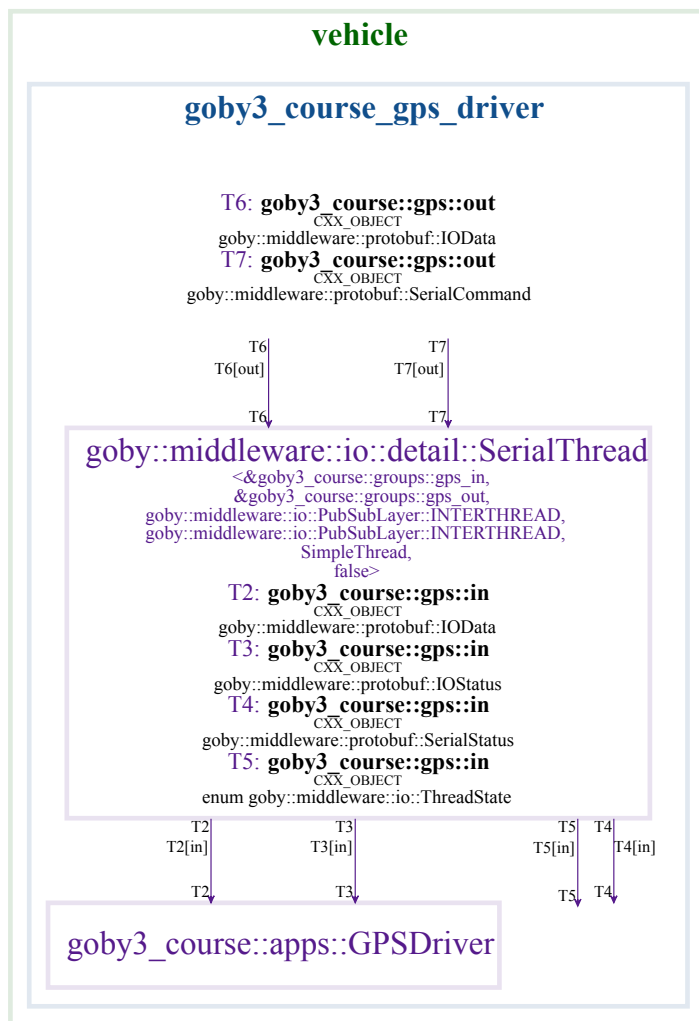 vehicle
goby3_course_gps_driver
T6: goby3_course::gps::out
CXX_OBJECT
goby::middleware::protobuf::IOData
T7: goby3_course::gps::out
CXX_OBJECT
goby::middleware::protobuf::SerialCommand
T6 T7
T6[out] T7[out]
T6 T7
goby::middleware::io::detail::SerialThread
<&goby3_course::groups::gps_in,
&goby3_course::groups::gps_out,
goby::middleware::io::PubSubLayer::INTERTHREAD,
goby::middleware::io::PubSubLayer::INTERTHREAD,
SimpleThread,
false>
T2: goby3_course::gps::in
CXX_OBJECT
goby::middleware::protobuf::IOData
T3: goby3_course::gps::in
CXX_OBJECT
goby::middleware::protobuf::IOStatus
T4: goby3_course::gps::in
CXX_OBJECT
goby::middleware::protobuf::SerialStatus
T5: goby3_course::gps::in
CXX_OBJECT
enum goby::middleware::io::ThreadState
T2 T3 T5 T4
T2[in] T3[in] T5[in] T4[in]
T2 T3 T5 T4
goby3_course::apps::GPSDriver